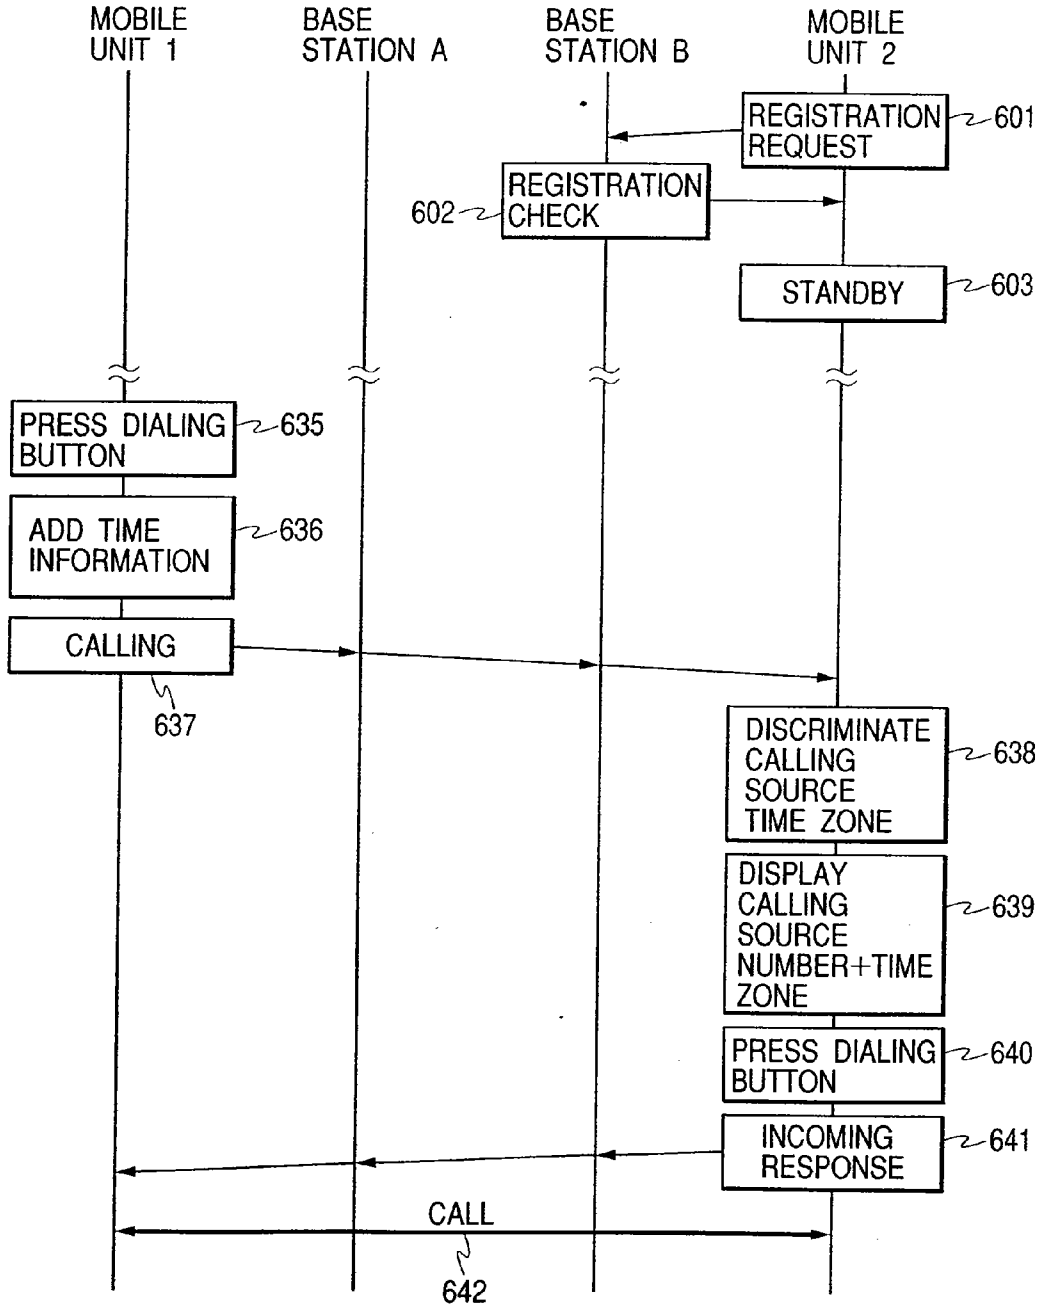 MOBILE
UNIT 1
BASE
STATION A
BASE
STATION B
MOBILE
UNIT 2
REGISTRATION
REQUEST
601
REGISTRATION
CHECK
602
STANDBY
603
PRESS DIALING
BUTTON
635
ADD TIME
INFORMATION
636
CALLING
637
DISCRIMINATE
CALLING
SOURCE
TIME ZONE
638
DISPLAY
CALLING
SOURCE
NUMBER+TIME
ZONE
639
PRESS DIALING
BUTTON
640
INCOMING
RESPONSE
641
CALL
642